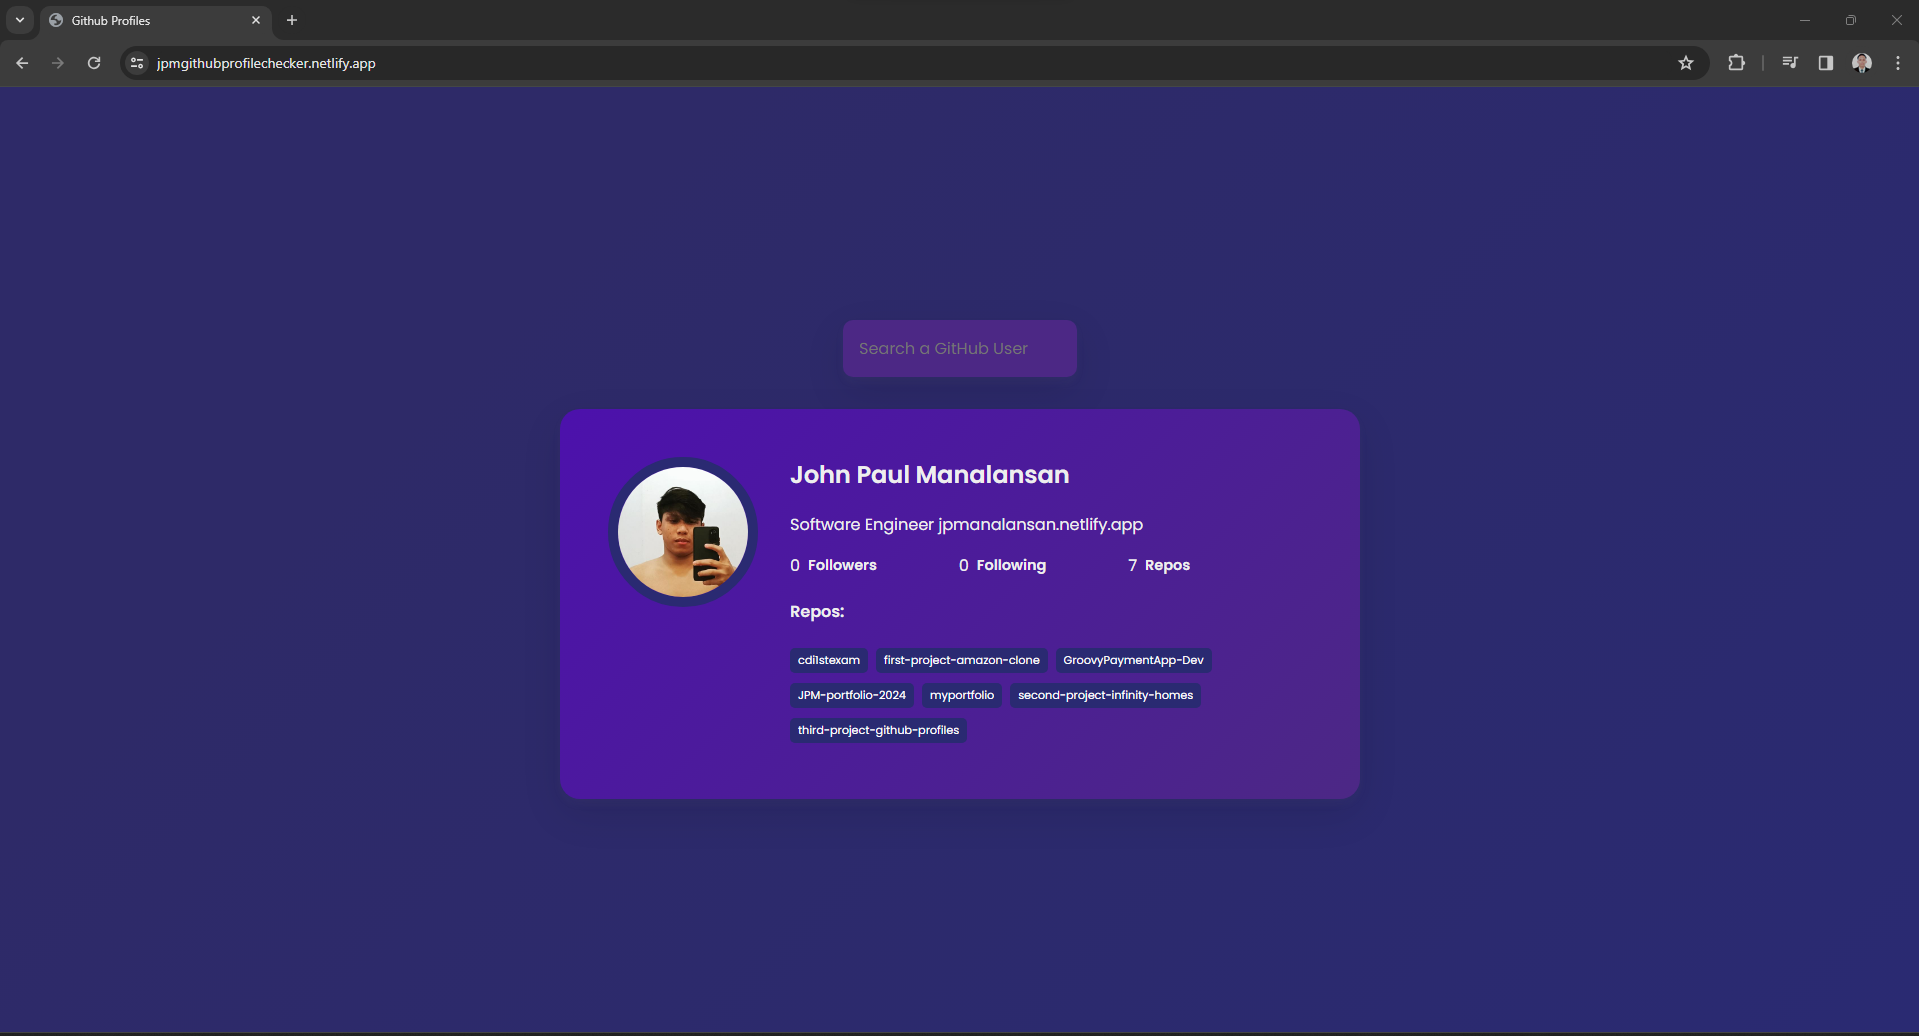 Github Profiles
jpmgithubprofilechecker.netlify.app
Search a GitHub User
John Paul Manalansan
Software Engineer jpmanalansan.netlify.app
0 Followers 0 Following 7 Repos
Repos:
cdi1stexam first-project-amazon-clone GroovyPaymentApp-Dev
JPM-portfolio-2024 myportfolio second-project-infinity-homes
third-project-github-profiles